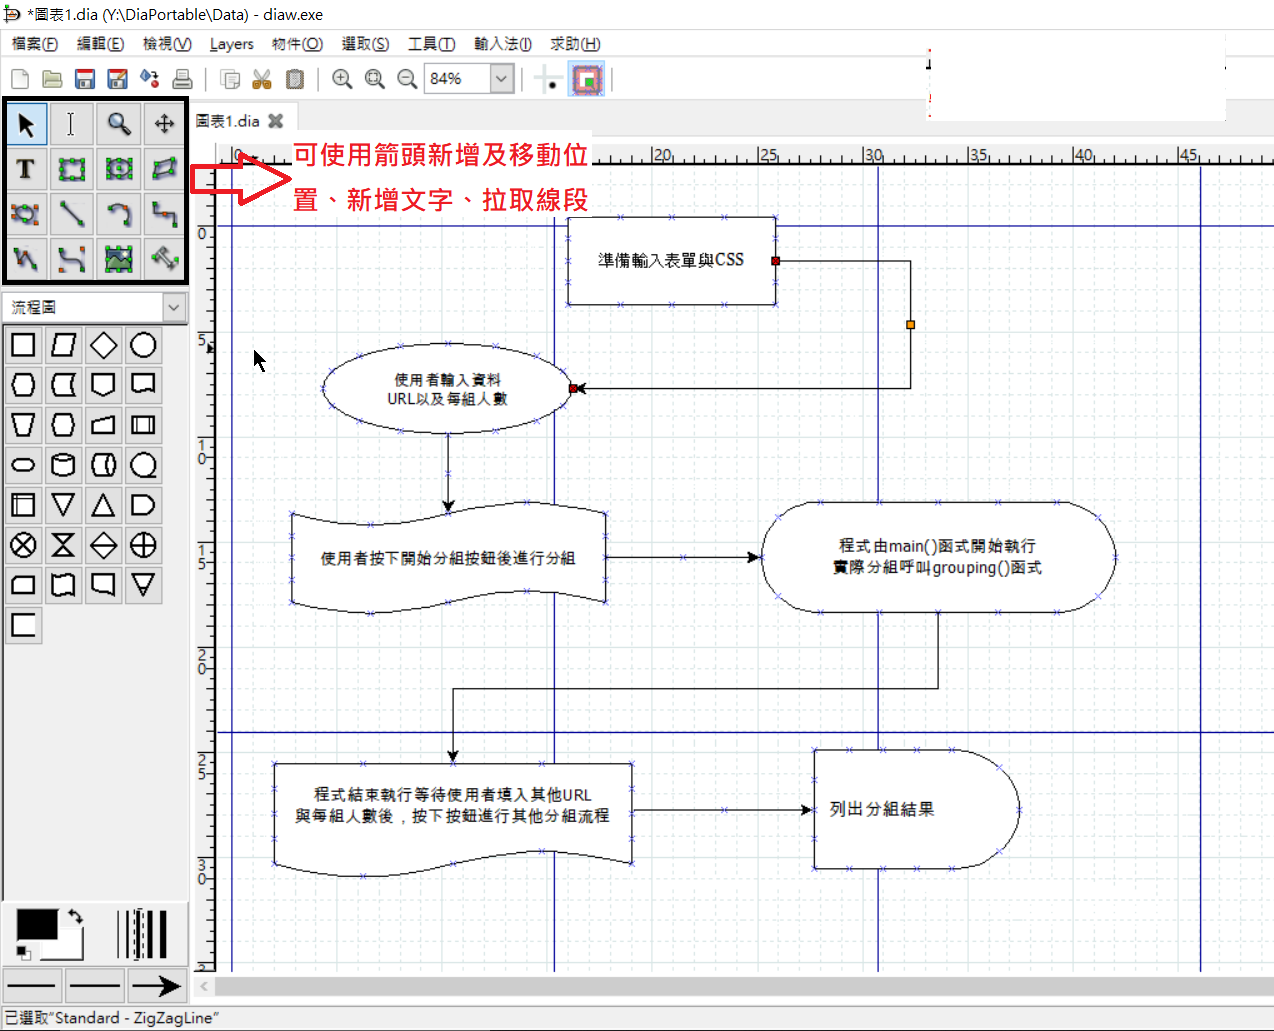 *圖表1.dia (Y:\DiaPortable\Data) - diaw.exe
檔案(F) 編輯(E) 檢視(V) Layers 物件(O) 選取(S) 工具(T) 輸入法(I) 求助(H)
84%
圖表1.dia
可使用箭頭新增及移動位
置、新增文字、拉取線段
0 20 25 30 35 40 45
T
0
準備輸入表單與CSS
流程圖
5
使用者輸入資料
URL以及每組人數
10
使用者按下開始分組按鈕後進行分組
程式由main()函式開始執行
實際分組呼叫grouping()函式
15
20
25
程式結束執行等待使用者填入其他URL
與每組人數後，按下按鈕進行其他分組流程
列出分組結果
30
已選取"Standard - ZigZagLine"